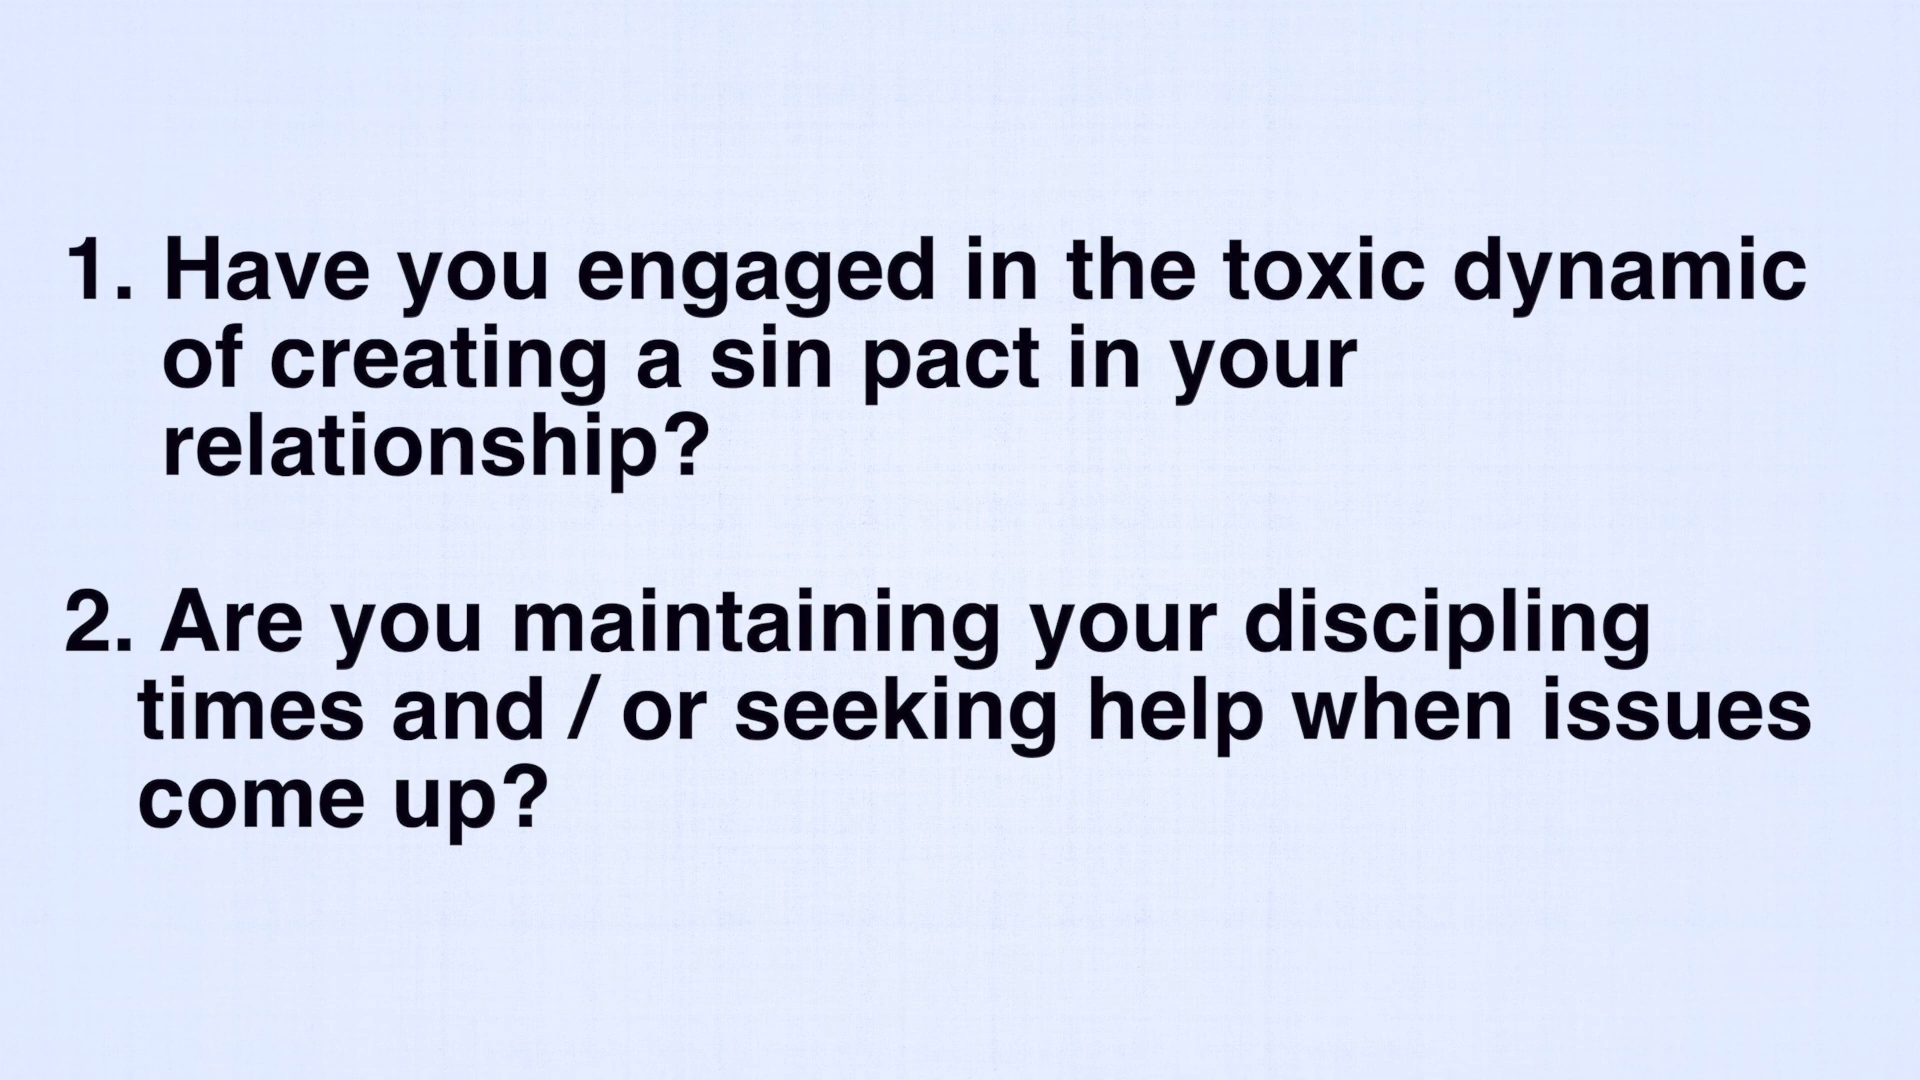 1. Have you engaged in the toxic dynamic
of creating a sin pact in your
relationship?
2. Are you maintaining your discipling
times and / or seeking help when issues
come up?